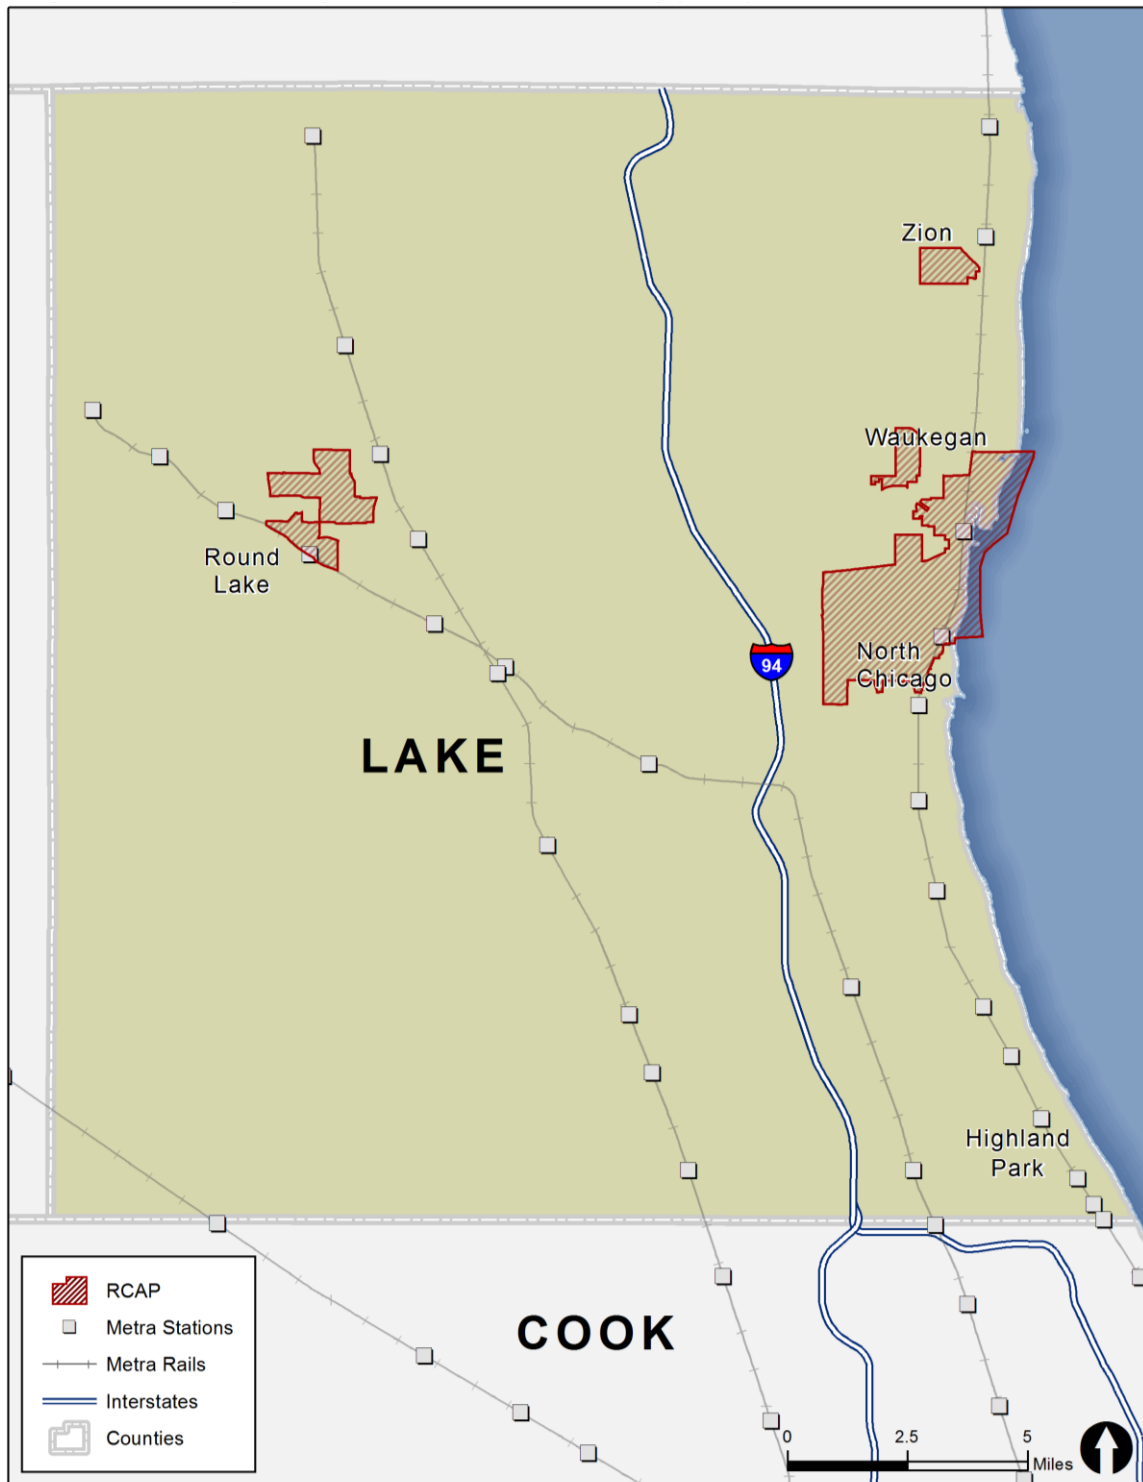 Zion
Waukegan
Round
Lake
North
Chicago
94
LAKE
Highland
Park
COOK
RCAP
Metra Stations
Metra Rails
Interstates
Counties
0 2.5 5
Miles